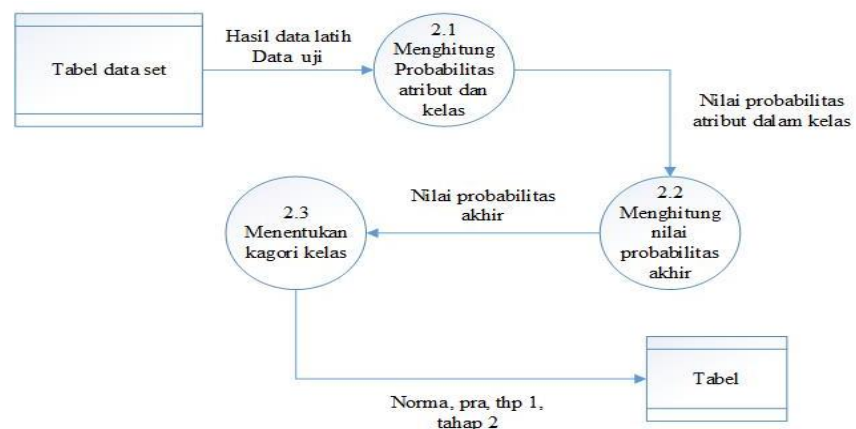 Tabel data set
Hasil data latih
Data uji
2.1
Menghitung
Probabilitas
atribut dan
kelas
Nilai probabilitas
atribut dalam kelas
2.2
Menghitung
nilai
probabilitas
akhir
Nilai probabilitas
akhir
2.3
Menentukan
kagori kelas
Norma, pra, thp 1,
tahap 2
Tabel